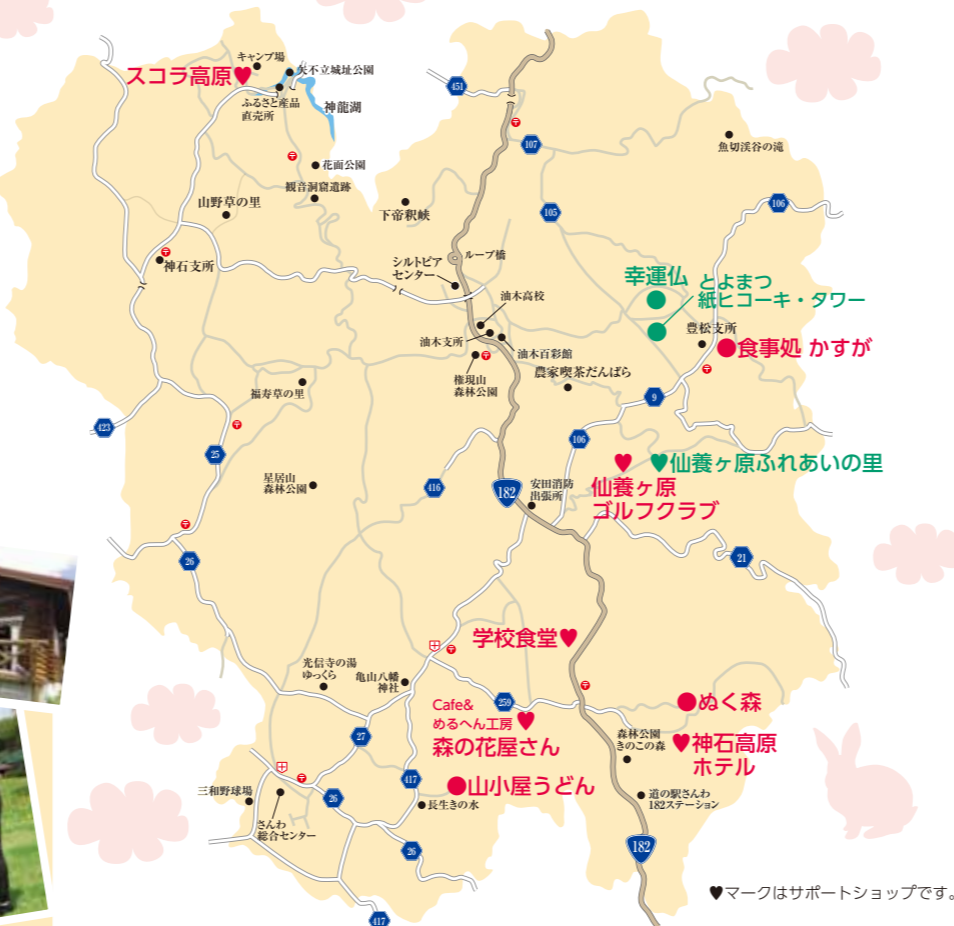 キャンプ場
スコラ高原♥
矢不立城址公園
ふるさと産品
直売所
神龍湖
451
107
魚切渓谷の滝
花面公園
観音洞窟遺跡
山野草の里
下帝釈峡
105
106
神石支所
シルトピア
センター
ループ橋
幸運仏
とよまつ
紙ヒコーキ・タワー
油木高校
油木支所
油木百彩館
豊松支所
食事処 かすが
権現山
森林公園
農家喫茶だんばら
福寿草の里
9
423
25
106
♥
♥仙養ヶ原ふれあいの里
仙養ヶ原
ゴルフクラブ
星居山
森林公園
416
182
安田消防
出張所
26
21
学校食堂♥
光信寺の湯
ゆっくら
亀山八幡
神社
259
Cafe&
めるへん工房♥
森の花屋さん
ぬく森
27
森林公園
きのこの森
♥神石高原
ホテル
417
山小屋うどん
三和野球場
さんわ
総合センター
26
長生きの水
道の駅さんわ
182ステーション
26
182
♥マークはサポートショップです。
417